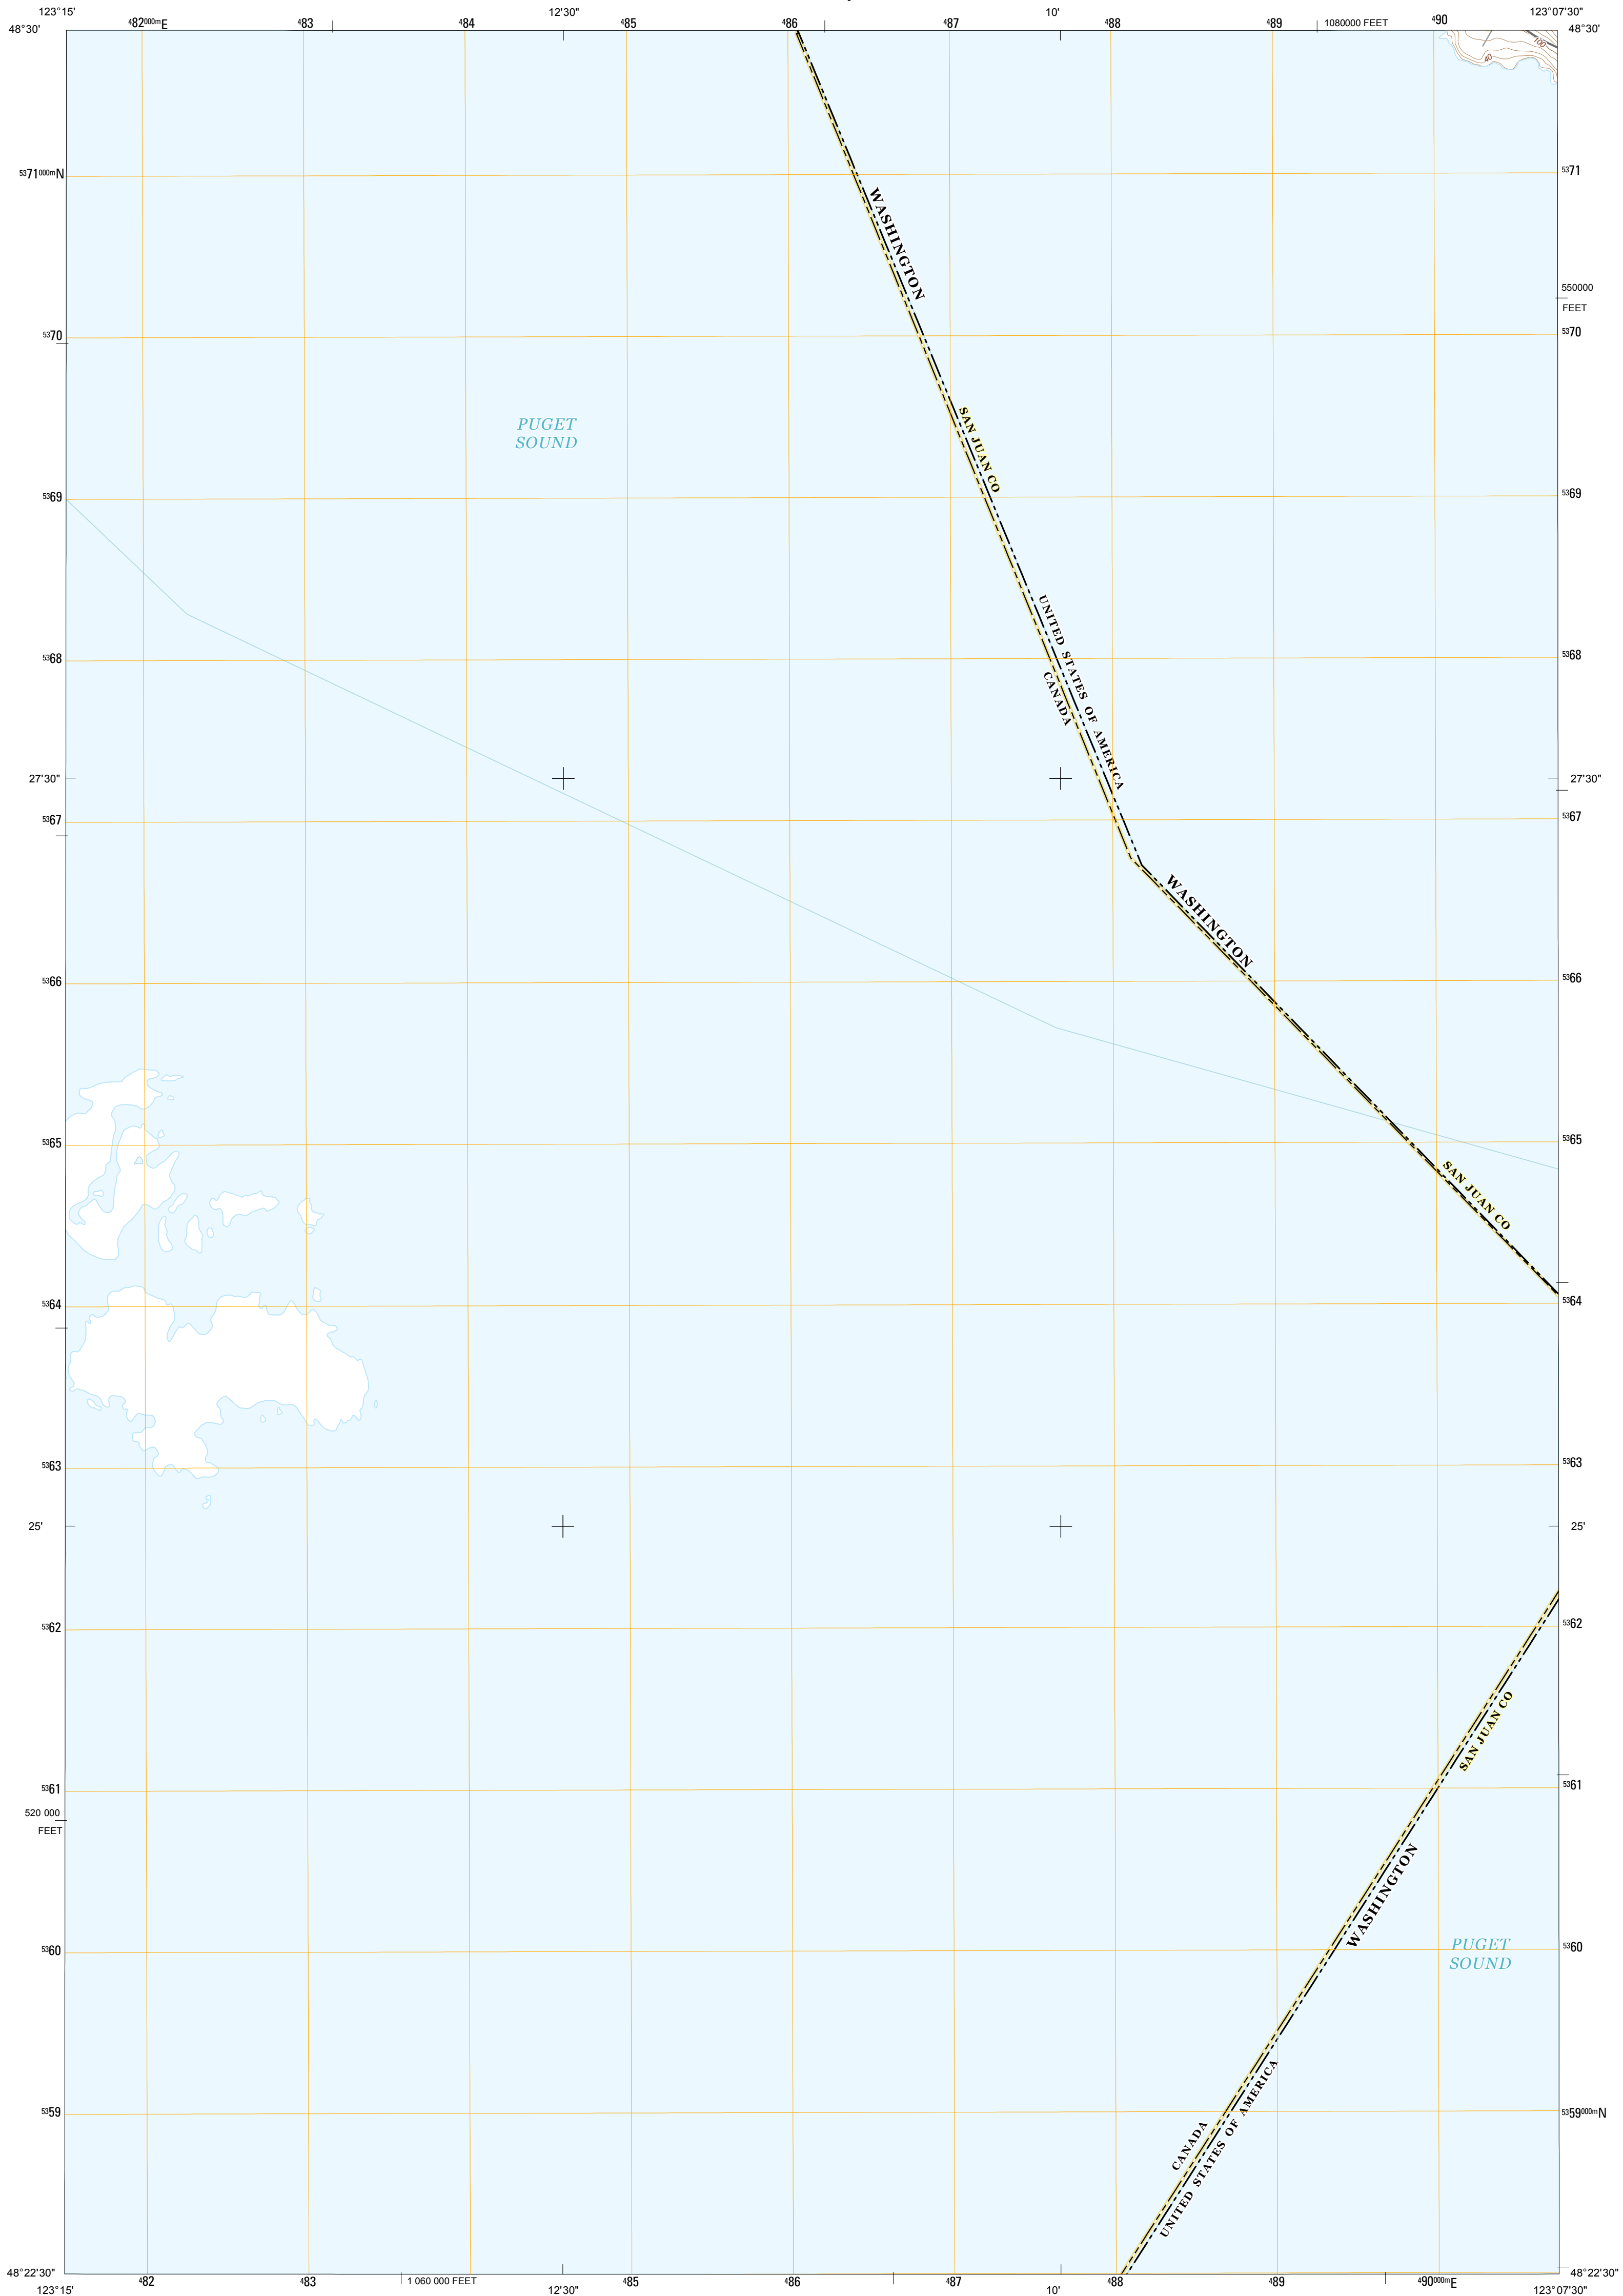 123°15'
⁴82⁰⁰⁰ᵐE
⁴83
⁴84
12'30"
⁴85
⁴86
⁴87
10'
⁴88
⁴89
1080000 FEET
⁴90
123°07'30"
48°30'
48°30'
100
40
⁵³71⁰⁰⁰ᵐN
⁵³71
WASHINGTON
550000
FEET
⁵³70
⁵³70
PUGET
SOUND
SAN JUAN CO
⁵³69
⁵³69
UNITED STATES OF AMERICA
CANADA
⁵³68
⁵³68
27'30"
27'30"
⁵³67
⁵³67
WASHINGTON
⁵³66
⁵³66
⁵³65
⁵³65
SAN JUAN CO
⁵³64
⁵³64
⁵³63
⁵³63
25'
25'
⁵³62
⁵³62
SAN JUAN CO
⁵³61
⁵³61
520 000
FEET
WASHINGTON
PUGET
SOUND
⁵³60
⁵³60
⁵³59
⁵³59⁰⁰⁰ᵐN
CANADA
UNITED STATES OF AMERICA
48°22'30"
48°22'30"
123°15'
⁴82
⁴83
1 060 000 FEET
12'30"
⁴85
⁴86
⁴87
10'
⁴88
⁴89
⁴90⁰⁰⁰ᵐE
123°07'30"